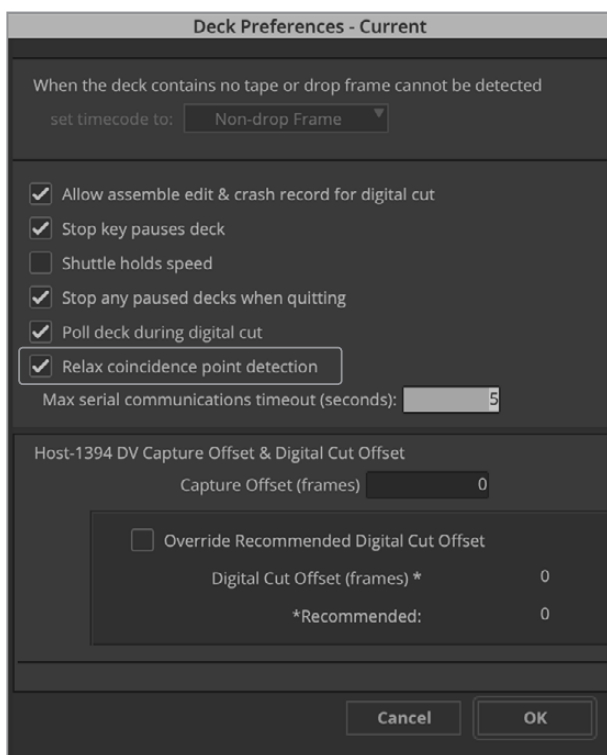 Deck Preferences - Current
When the deck contains no tape or drop frame cannot be detected
set timecode to: Non-drop Frame
Allow assemble edit & crash record for digital cut
Stop key pauses deck
Shuttle holds speed
Stop any paused decks when quitting
Poll deck during digital cut
Relax coincidence point detection
Max serial communications timeout (seconds): 5
Host-1394 DV Capture Offset & Digital Cut Offset
Capture Offset (frames) 0
Override Recommended Digital Cut Offset
Digital Cut Offset (frames) * 0
*Recommended: 0
Cancel OK